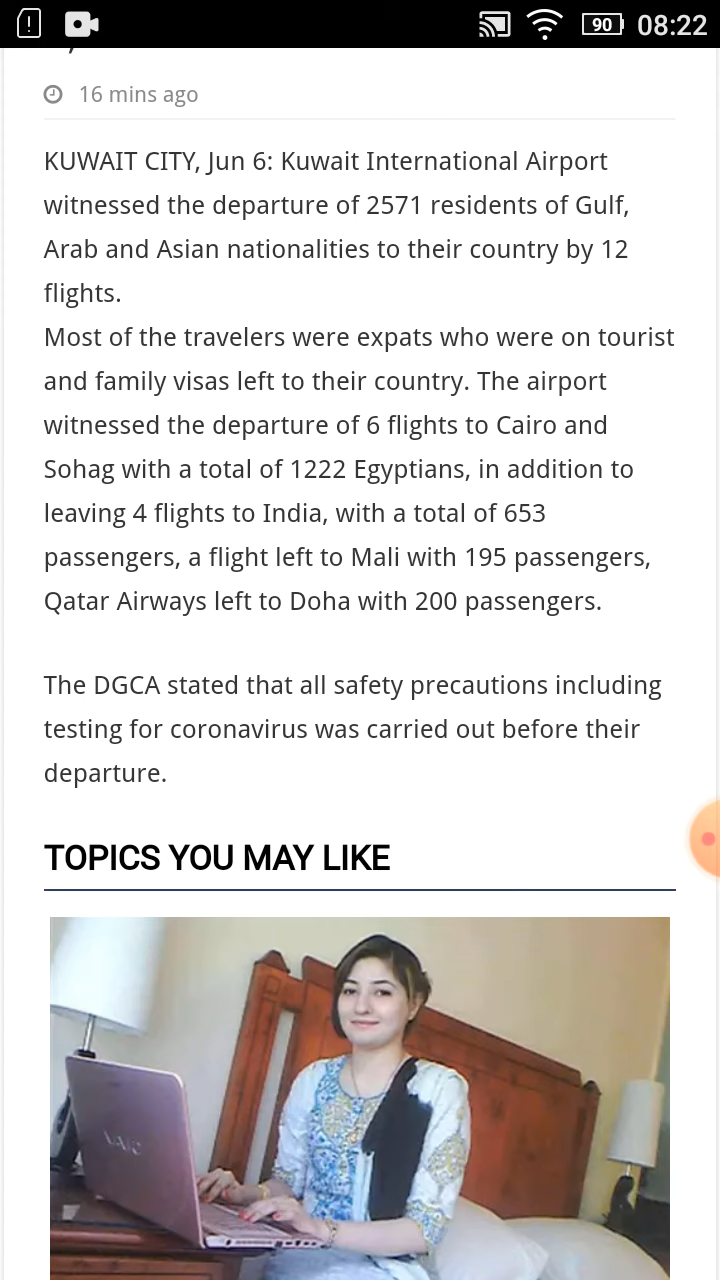 90 08:22
16 mins ago
KUWAIT CITY, Jun 6: Kuwait International Airport
witnessed the departure of 2571 residents of Gulf,
Arab and Asian nationalities to their country by 12
flights.
Most of the travelers were expats who were on tourist
and family visas left to their country. The airport
witnessed the departure of 6 flights to Cairo and
Sohag with a total of 1222 Egyptians, in addition to
leaving 4 flights to India, with a total of 653
passengers, a flight left to Mali with 195 passengers,
Qatar Airways left to Doha with 200 passengers.
The DGCA stated that all safety precautions including
testing for coronavirus was carried out before their
departure.
TOPICS YOU MAY LIKE
VAIO